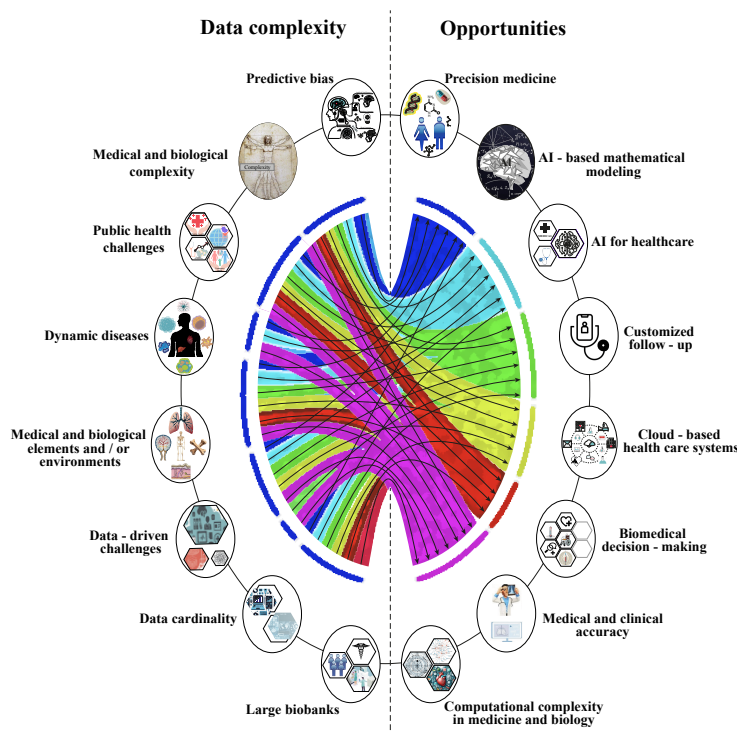 Data complexity
Opportunities
Predictive bias
Precision medicine
Medical and biological
complexity
Complexity
AI - based mathematical
modeling
Public health
challenges
AI for healthcare
Dynamic diseases
Customized
follow - up
Medical and biological
elements and / or
environments
Cloud - based
health care systems
Data - driven
challenges
Biomedical
decision - making
Data cardinality
Medical and clinical
accuracy
Large biobanks
Computational complexity
in medicine and biology